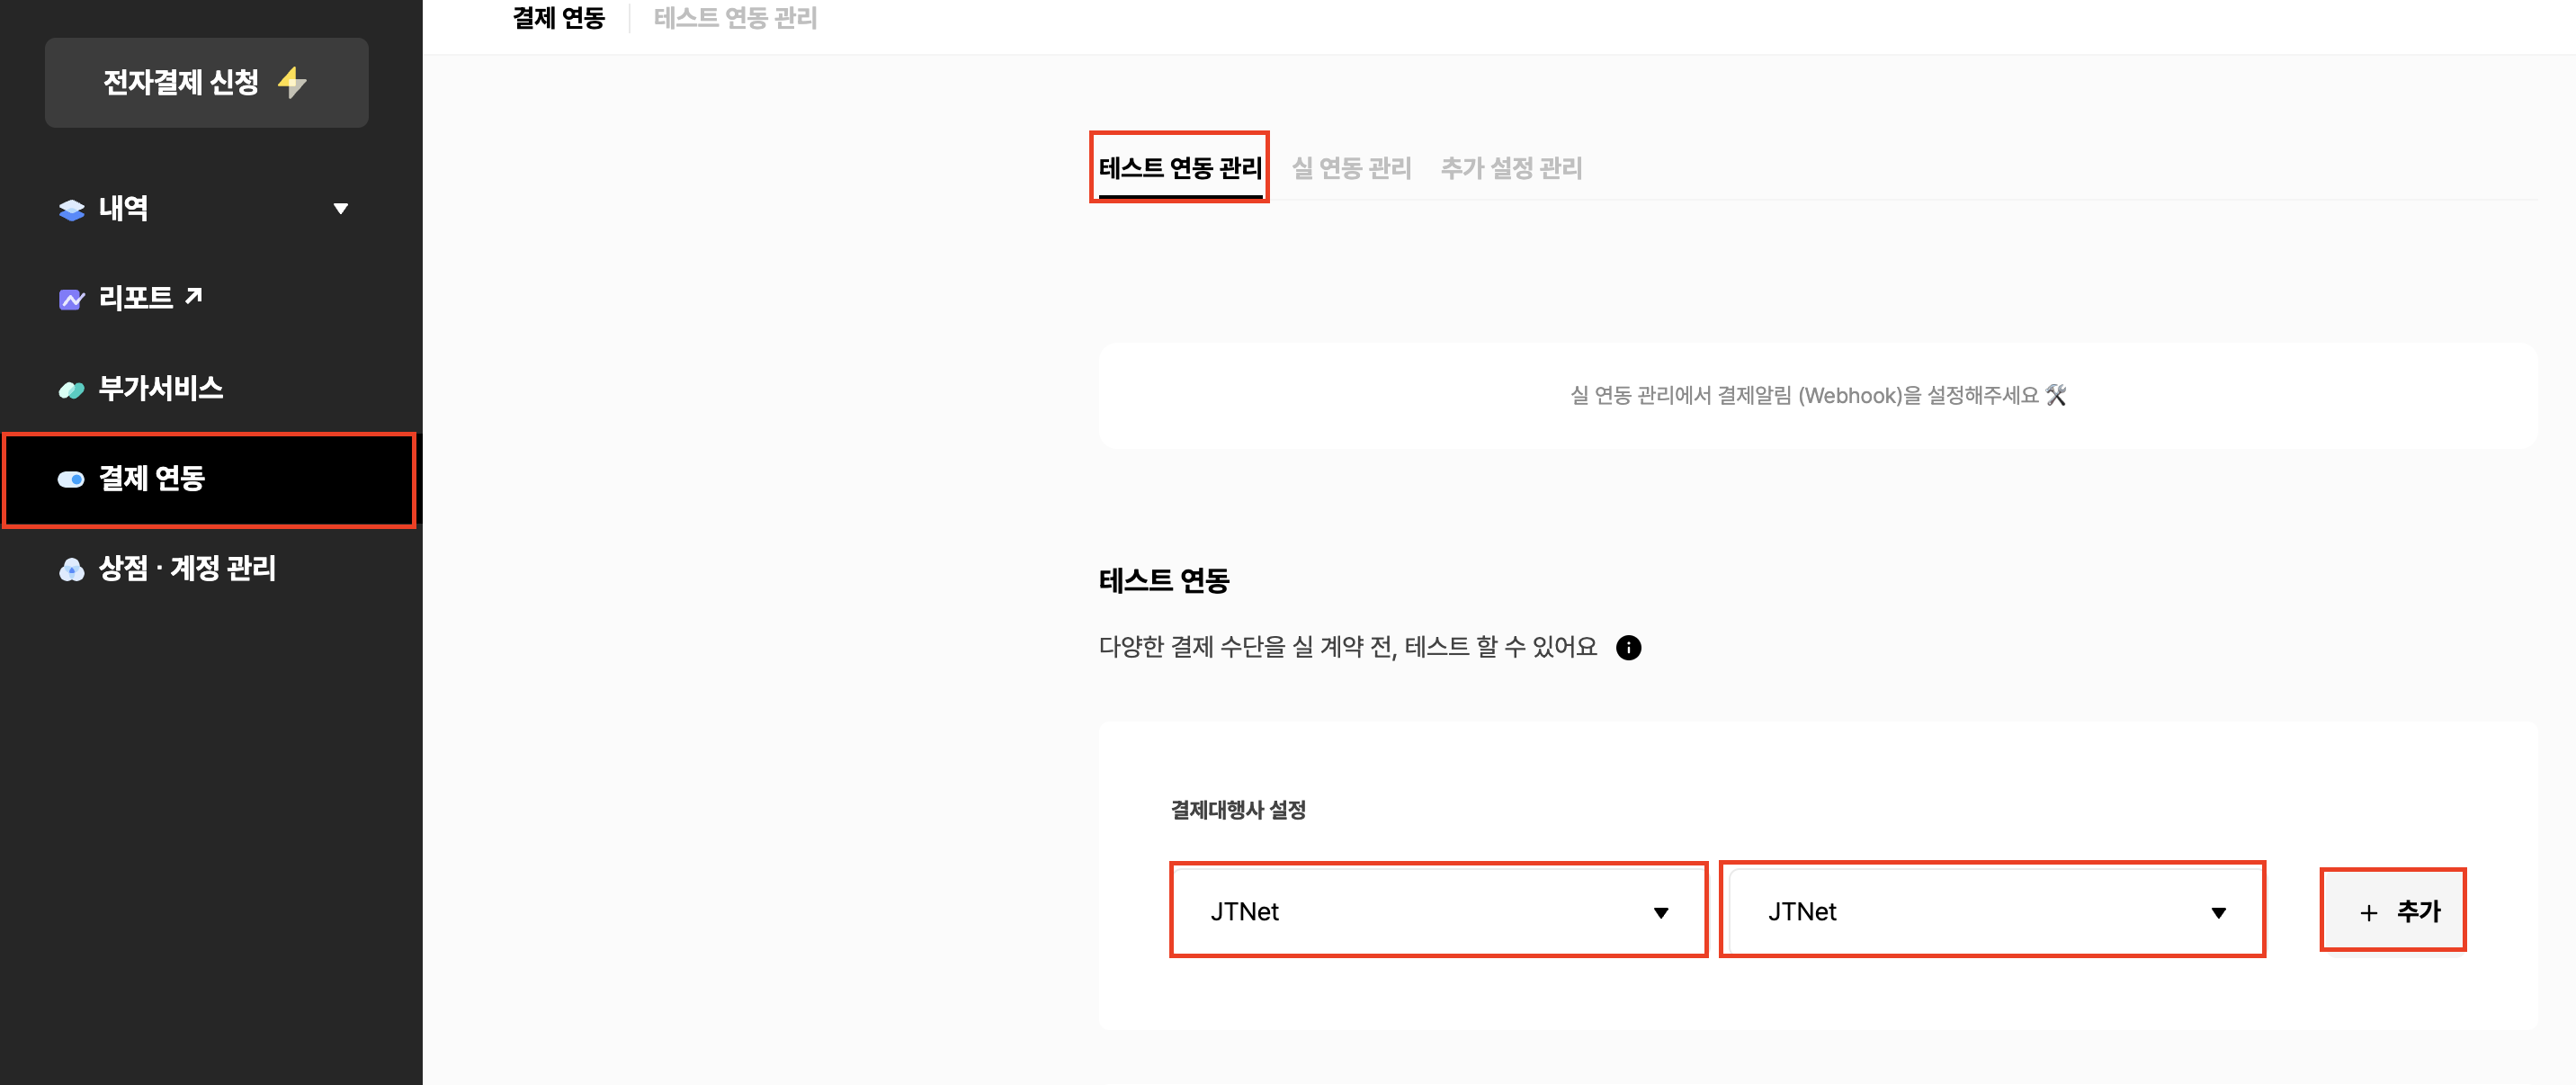 전자결제 신청
내역
리포트
부가서비스
결제 연동
상점 · 계정 관리
결제 연동
테스트 연동 관리
테스트 연동 관리
실 연동 관리
추가 설정 관리
실 연동 관리에서 결제알림 (Webhook)을 설정해주세요
테스트 연동
다양한 결제 수단을 실 계약 전, 테스트 할 수 있어요
결제대행사 설정
JTNet
JTNet
+ 추가